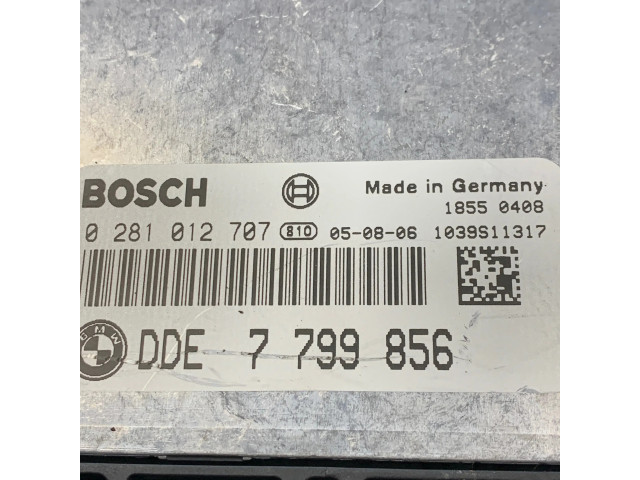 BOSCH Made in Germany
1855 0408
0 281 012 707 810 05-08-06 1039S11317
BMW DDE 7 799 856